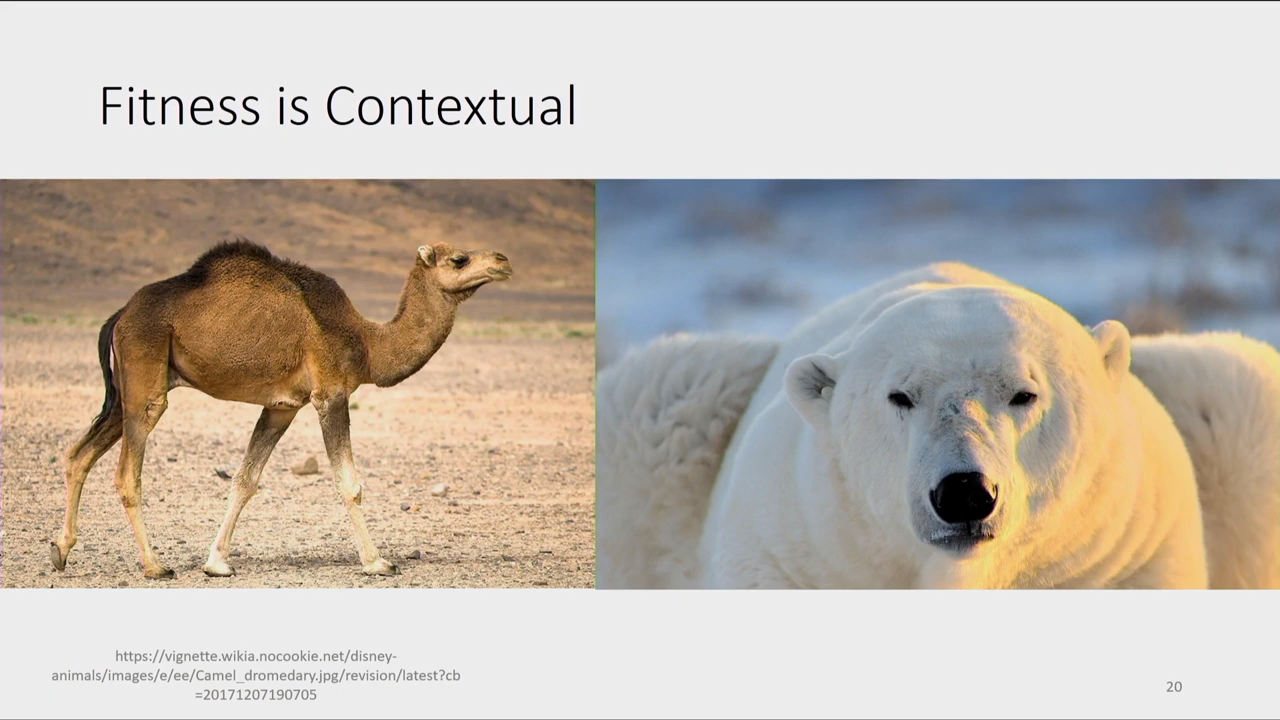 Fitness is Contextual
https://vignette.wikia.nocookie.net/disney-
animals/images/e/ee/Camel_dromedary.jpg/revision/latest?cb
=20171207190705
20